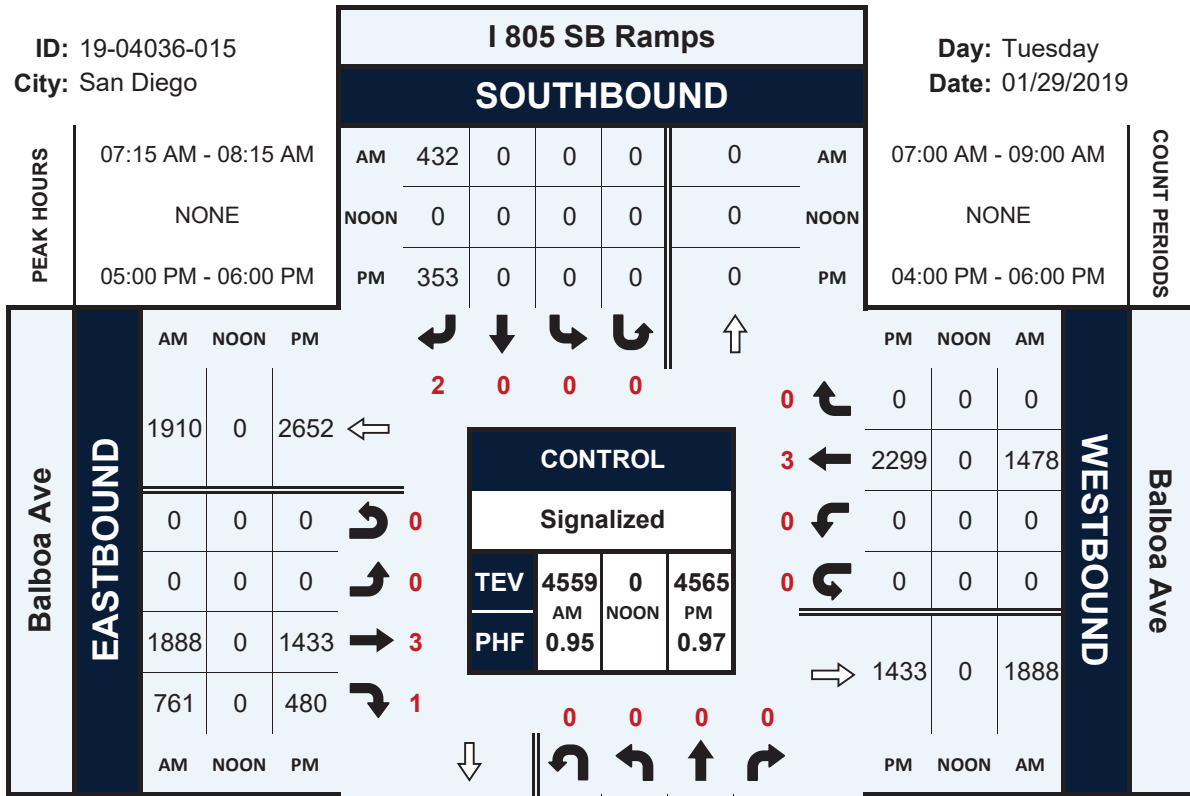 ID: 19-04036-015
City: San Diego
I 805 SB Ramps
SOUTHBOUND
Day: Tuesday
Date: 01/29/2019
PEAK HOURS
07:15 AM - 08:15 AM
NONE
05:00 PM - 06:00 PM
AM 432 0 0 0 0 AM
NOON 0 0 0 0 0 NOON
PM 353 0 0 0 0 PM
07:00 AM - 09:00 AM
NONE
04:00 PM - 06:00 PM
COUNT PERIODS
2 0 0 0
Balboa Ave
EASTBOUND
AM NOON PM
1910 0 2652
0 0 0 0
0 0 0 0
1888 0 1433 3
761 0 480 1
AM NOON PM
CONTROL
Signalized
TEV 4559 0 4565
AM NOON PM
PHF 0.95 0.97
PM NOON AM
0 0 0 0
3 2299 0 1478
0 0 0 0
0 0 0 0
1433 0 1888
PM NOON AM
WESTBOUND
Balboa Ave
0 0 0 0